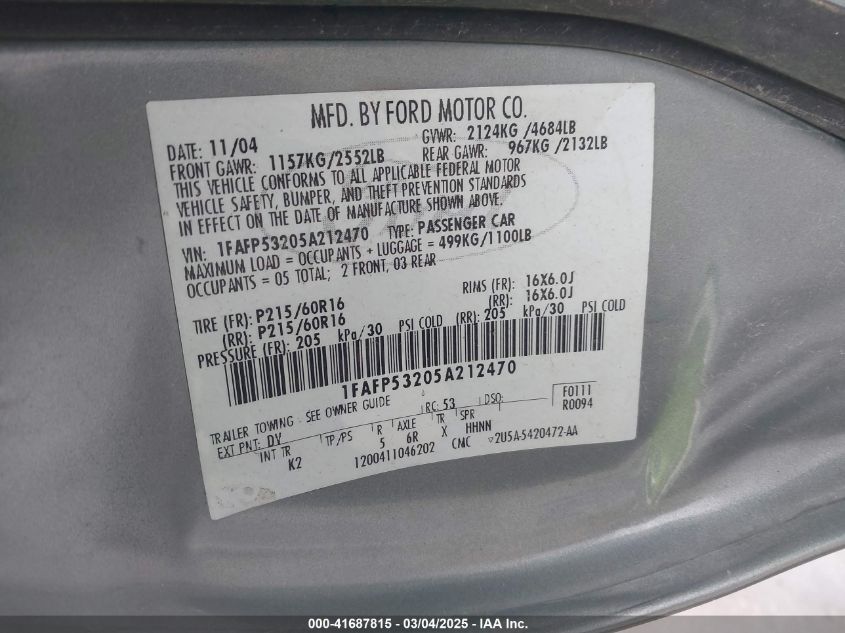 MFD. BY FORD MOTOR CO.
DATE: 11/04 GVWR: 2124KG /4684LB
FRONT GAWR: 1157KG/2552LB REAR GAWR: 967KG /2132LB
THIS VEHICLE CONFORMS TO ALL APPLICABLE FEDERAL MOTOR
VEHICLE SAFETY, BUMPER, AND THEFT PREVENTION STANDARDS
IN EFFECT ON THE DATE OF MANUFACTURE SHOWN ABOVE.
VIN: 1FAFP53205A212470 TYPE: PASSENGER CAR
MAXIMUM LOAD = OCCUPANTS + LUGGAGE = 499KG/1100LB
OCCUPANTS = 05 TOTAL; 2 FRONT, 03 REAR
TIRE (FR): P215/60R16 RIMS (FR): 16X6.0J
(RR): P215/60R16 (RR): 16X6.0J
PRESSURE (FR): 205 kPa/30 PSI COLD (RR): 205 kPa/30 PSI COLD
1FAFP53205A212470
TRAILER TOWING - SEE OWNER GUIDE RC: 53 DSO: F0111
R0094
EXT PNT: DV
INT TR TP/PS R AXLE TR SPR
K2 5 6R X HHNN
1200411046202 CMC ▽2U5A-5420472-AA
000-41687815 - 03/04/2025 - IAA, Inc.